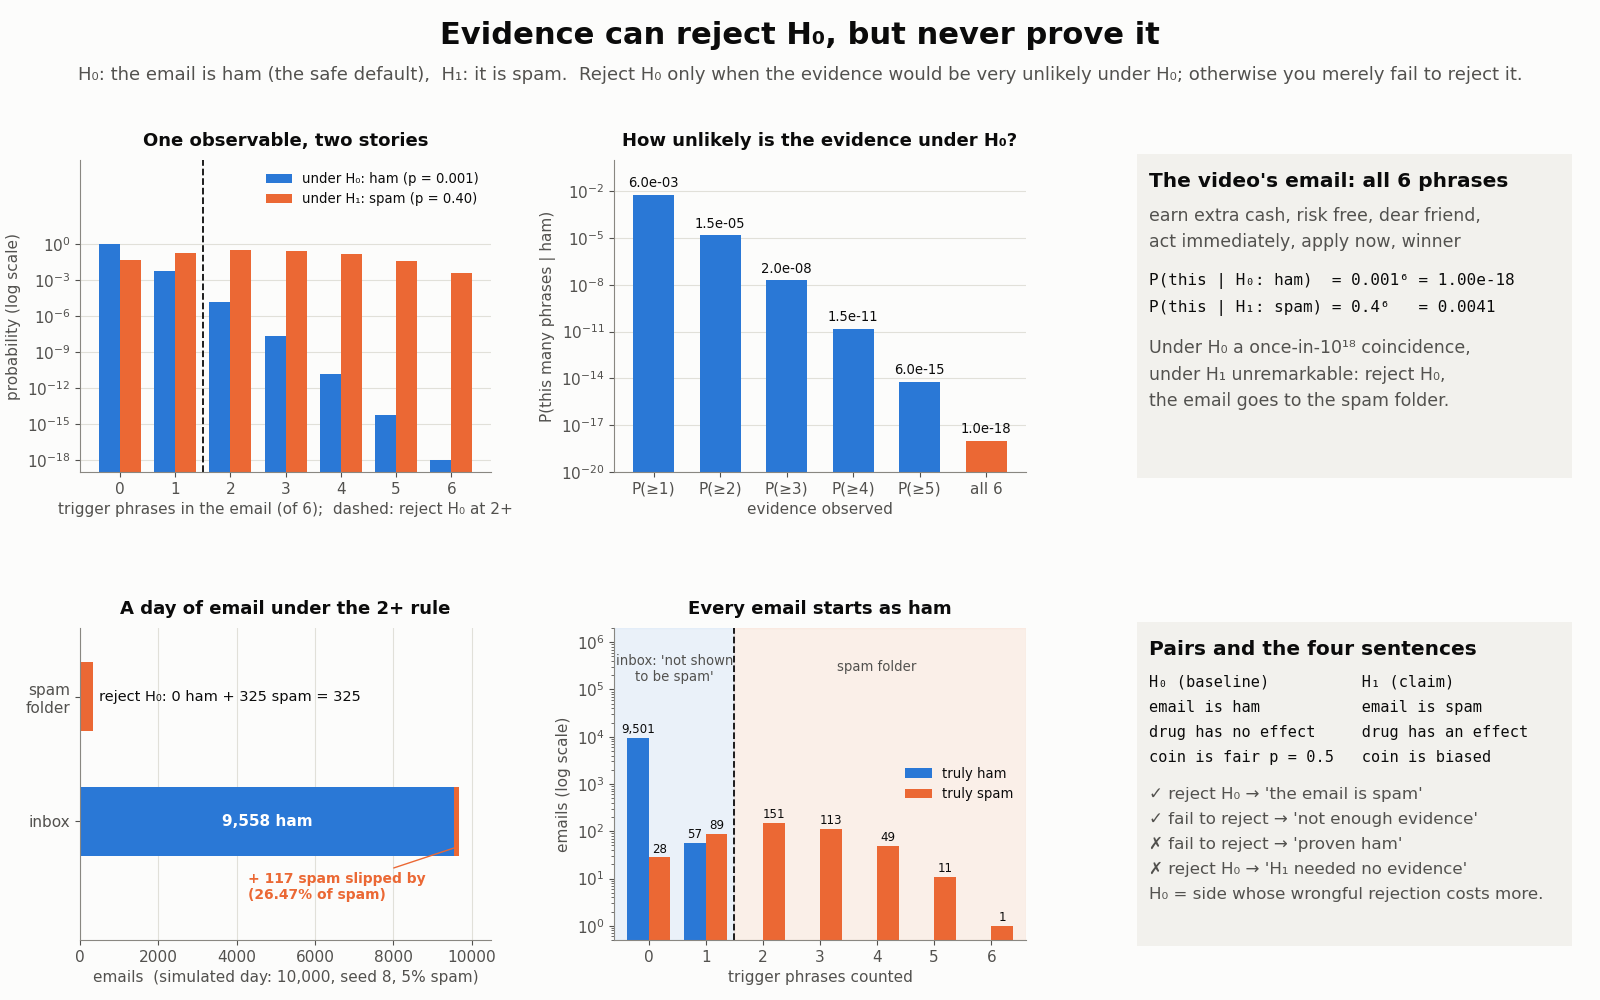 Evidence can reject H₀, but never prove it
H₀: the email is ham (the safe default),  H₁: it is spam.  Reject H₀ only when the evidence would be very unlikely under H₀; otherwise you merely fail to reject it.
One observable, two stories
under H₀: ham (p = 0.001)
under H₁: spam (p = 0.40)
probability (log scale)
10⁰
10⁻³
10⁻⁶
10⁻⁹
10⁻¹²
10⁻¹⁵
10⁻¹⁸
0 1 2 3 4 5 6
trigger phrases in the email (of 6);  dashed: reject H₀ at 2+
How unlikely is the evidence under H₀?
P(this many phrases | ham)
10⁻²
10⁻⁵
10⁻⁸
10⁻¹¹
10⁻¹⁴
10⁻¹⁷
10⁻²⁰
6.0e-03
1.5e-05
2.0e-08
1.5e-11
6.0e-15
1.0e-18
P(≥1) P(≥2) P(≥3) P(≥4) P(≥5) all 6
evidence observed
The video's email: all 6 phrases
earn extra cash, risk free, dear friend,
act immediately, apply now, winner
P(this | H₀: ham)  = 0.001⁶ = 1.00e-18
P(this | H₁: spam) = 0.4⁶   = 0.0041
Under H₀ a once-in-10¹⁸ coincidence,
under H₁ unremarkable: reject H₀,
the email goes to the spam folder.
A day of email under the 2+ rule
spam
folder
reject H₀: 0 ham + 325 spam = 325
inbox
9,558 ham
+ 117 spam slipped by
(26.47% of spam)
0 2000 4000 6000 8000 10000
emails  (simulated day: 10,000, seed 8, 5% spam)
Every email starts as ham
emails (log scale)
10⁶
10⁵
10⁴
10³
10²
10¹
10⁰
inbox: 'not shown
to be spam'
spam folder
truly ham
truly spam
9,501
28
57
89
151
113
49
11
1
0 1 2 3 4 5 6
trigger phrases counted
Pairs and the four sentences
H₀ (baseline) H₁ (claim)
email is ham email is spam
drug has no effect drug has an effect
coin is fair p = 0.5 coin is biased
✓ reject H₀ → 'the email is spam'
✓ fail to reject → 'not enough evidence'
✗ fail to reject → 'proven ham'
✗ reject H₀ → 'H₁ needed no evidence'
H₀ = side whose wrongful rejection costs more.